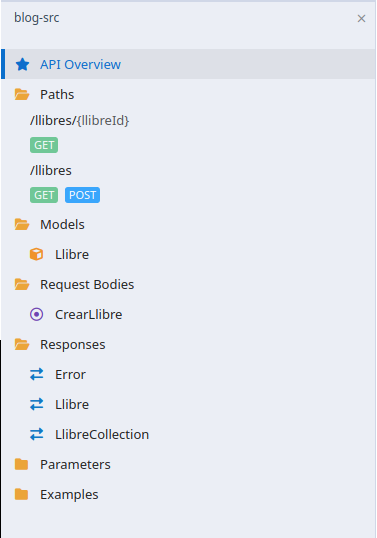 blog-src
API Overview
Paths
/llibres/{llibreId}
GET
/llibres
GET POST
Models
Llibre
Request Bodies
CrearLlibre
Responses
Error
Llibre
LlibreCollection
Parameters
Examples